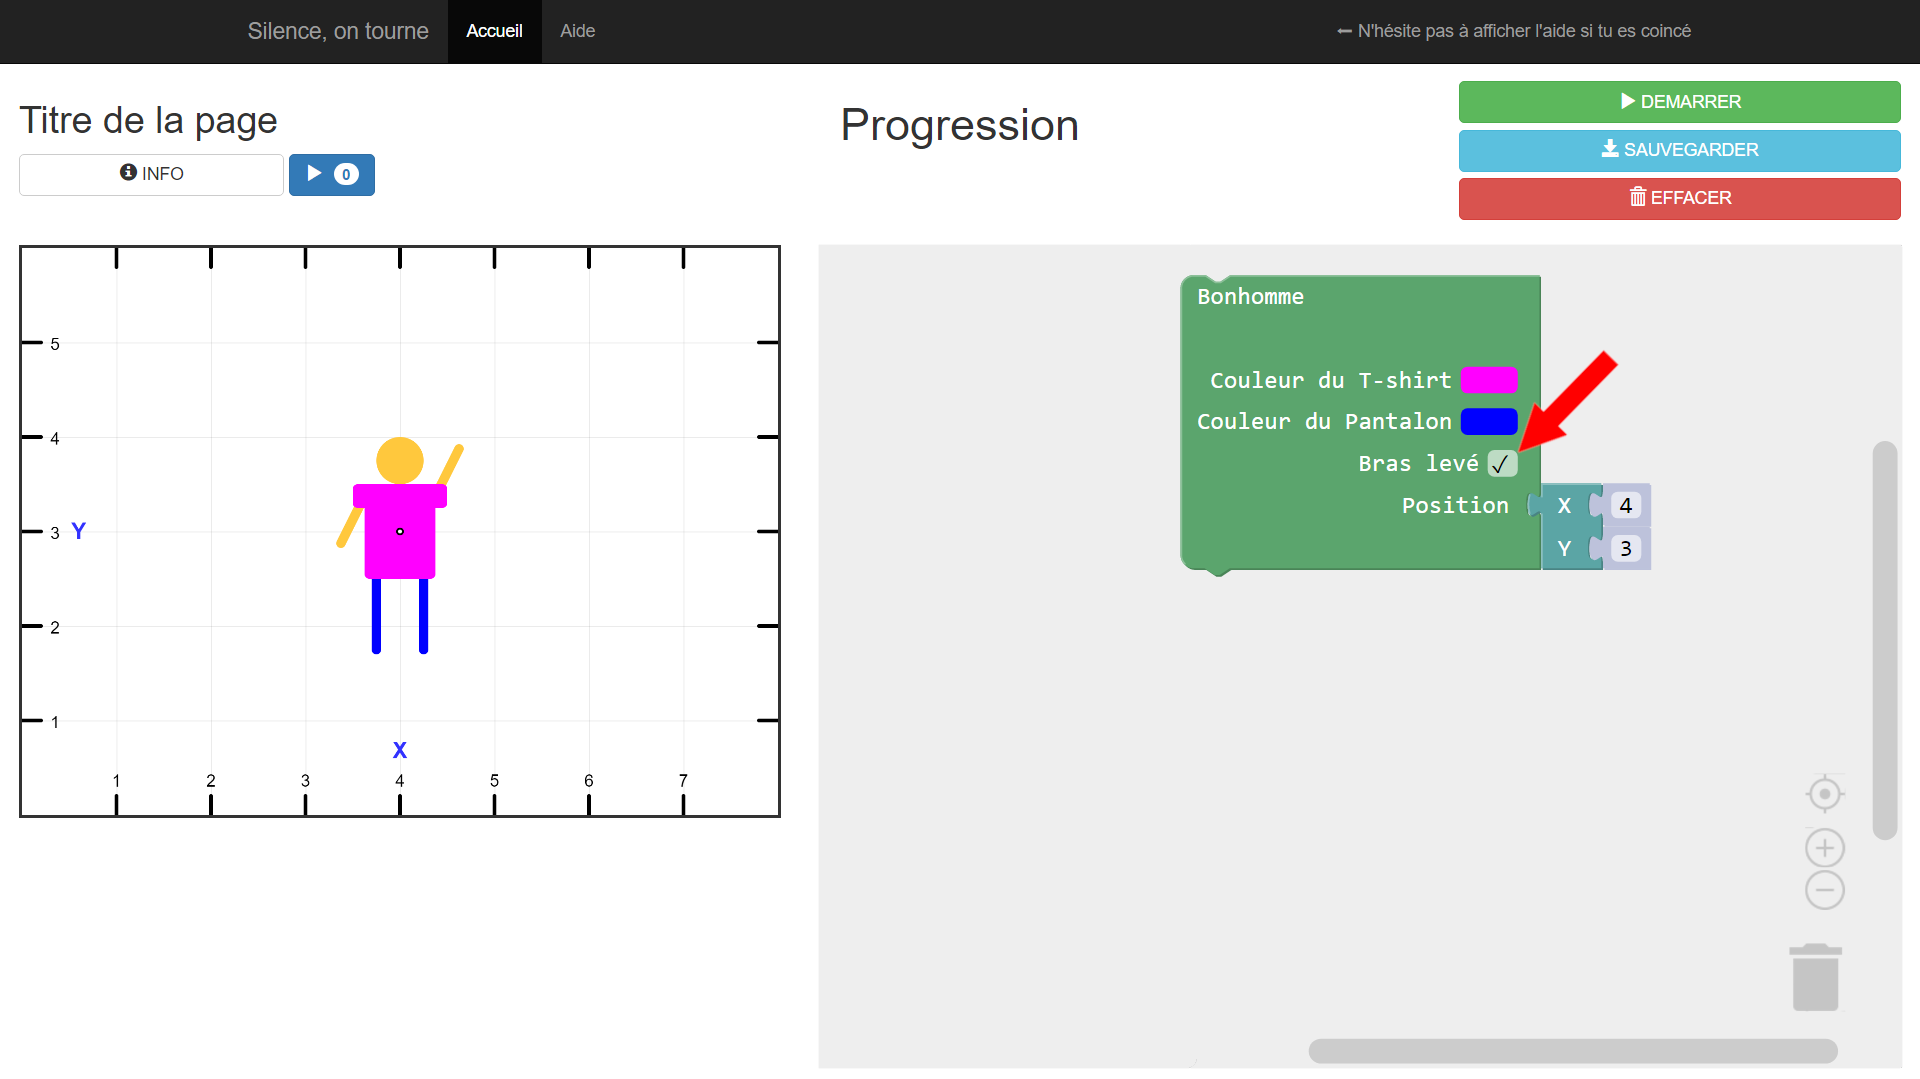 Silence, on tourne
Accueil
Aide
N'hésite pas à afficher l'aide si tu es coincé
Titre de la page
INFO
0
Progression
DEMARRER
SAUVEGARDER
EFFACER
5
4
3 Y
2
1
X
1 2 3 4 5 6 7
Bonhomme
Couleur du T-shirt
Couleur du Pantalon
Bras levé ✓
Position X 4
Y 3